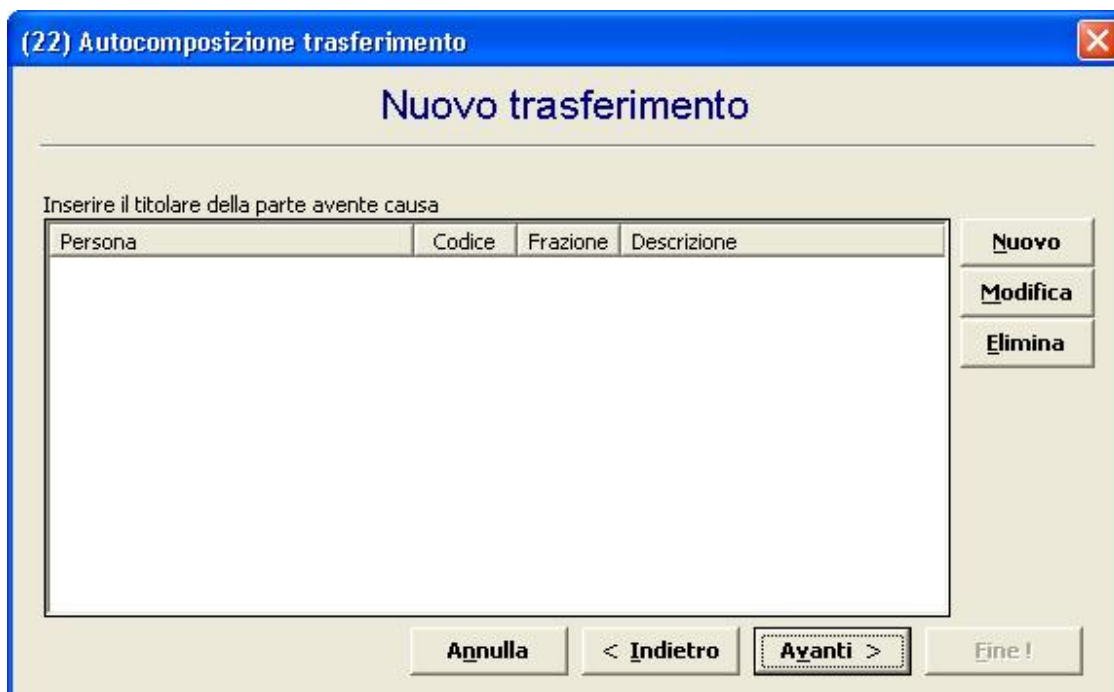 (22) Autocomposizione trasferimento
Nuovo trasferimento
Inserire il titolare della parte avente causa
Persona Codice Frazione Descrizione
Nuovo
Modifica
Elimina
Annulla < Indietro Avanti > Fine !